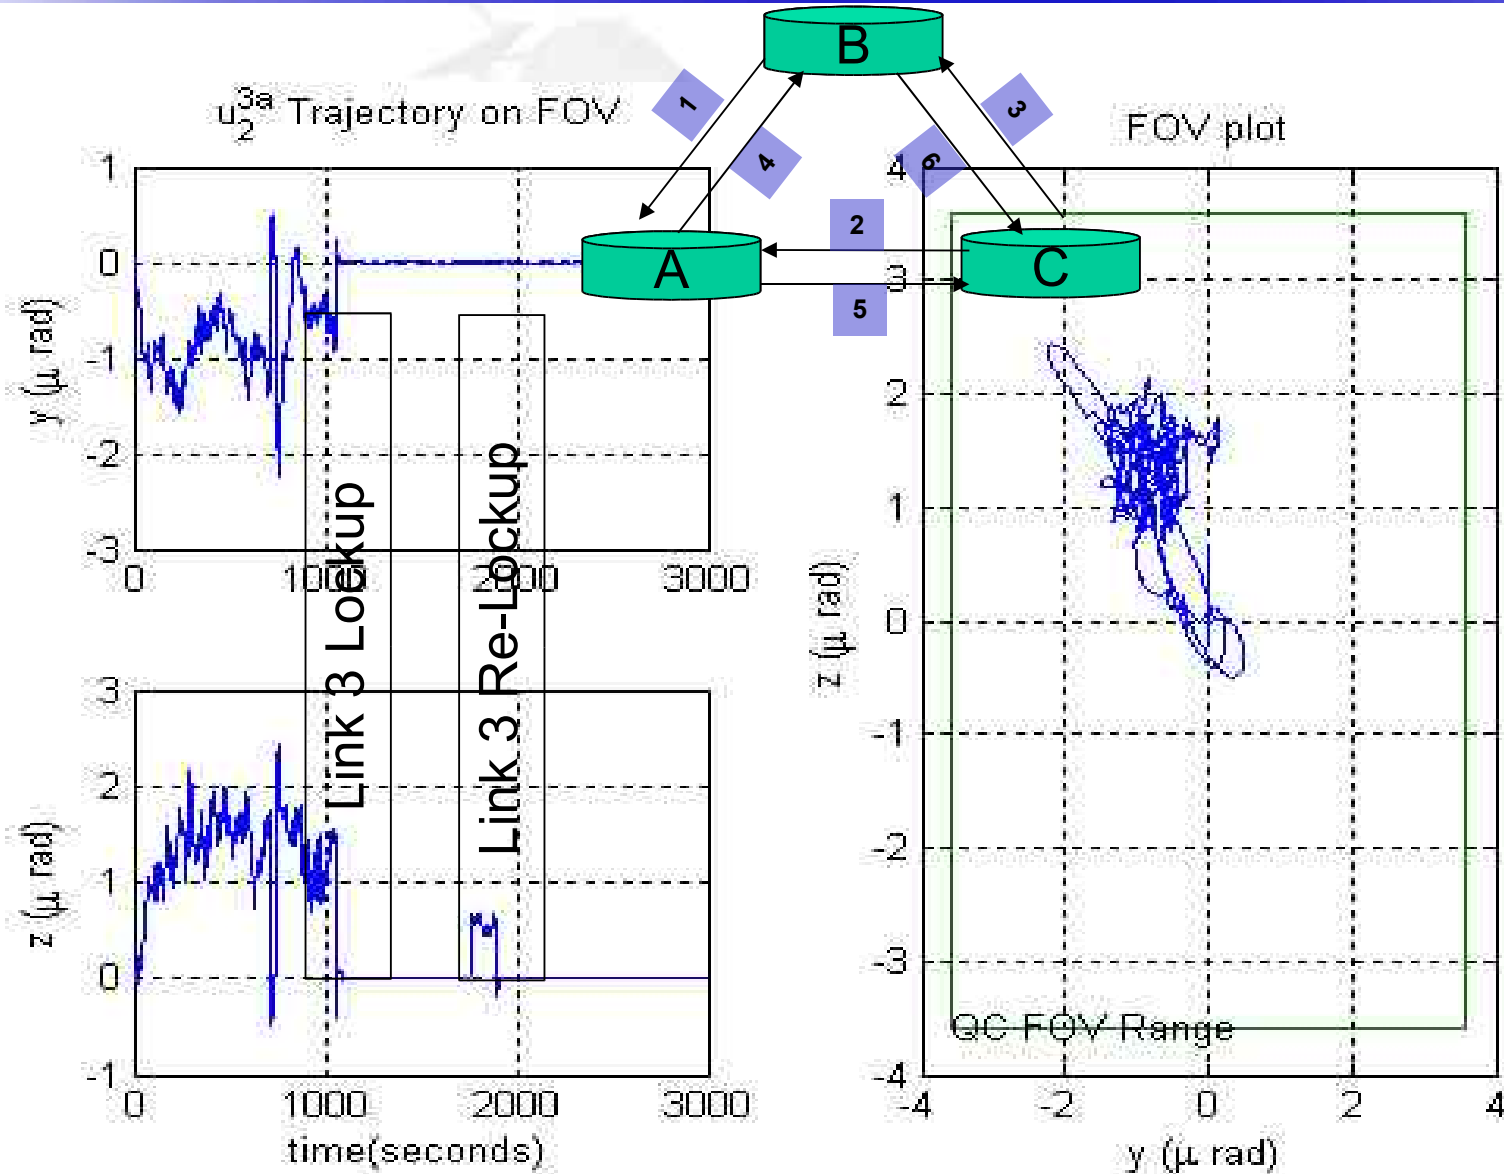 B
1
4
3
6
2
5
A
C
u₂³ᵃ Trajectory on FOV
1
0
-1
-2
-3
y (μ rad)
0
1000
2000
3000
Link 3 Lockup
Link 3 Re-Lockup
3
2
1
0
-1
z (μ rad)
0
1000
2000
3000
time(seconds)
FOV plot
4
3
2
1
0
-1
-2
-3
-4
z (μ rad)
QC FOV Range
-4
-2
0
2
4
y (μ rad)